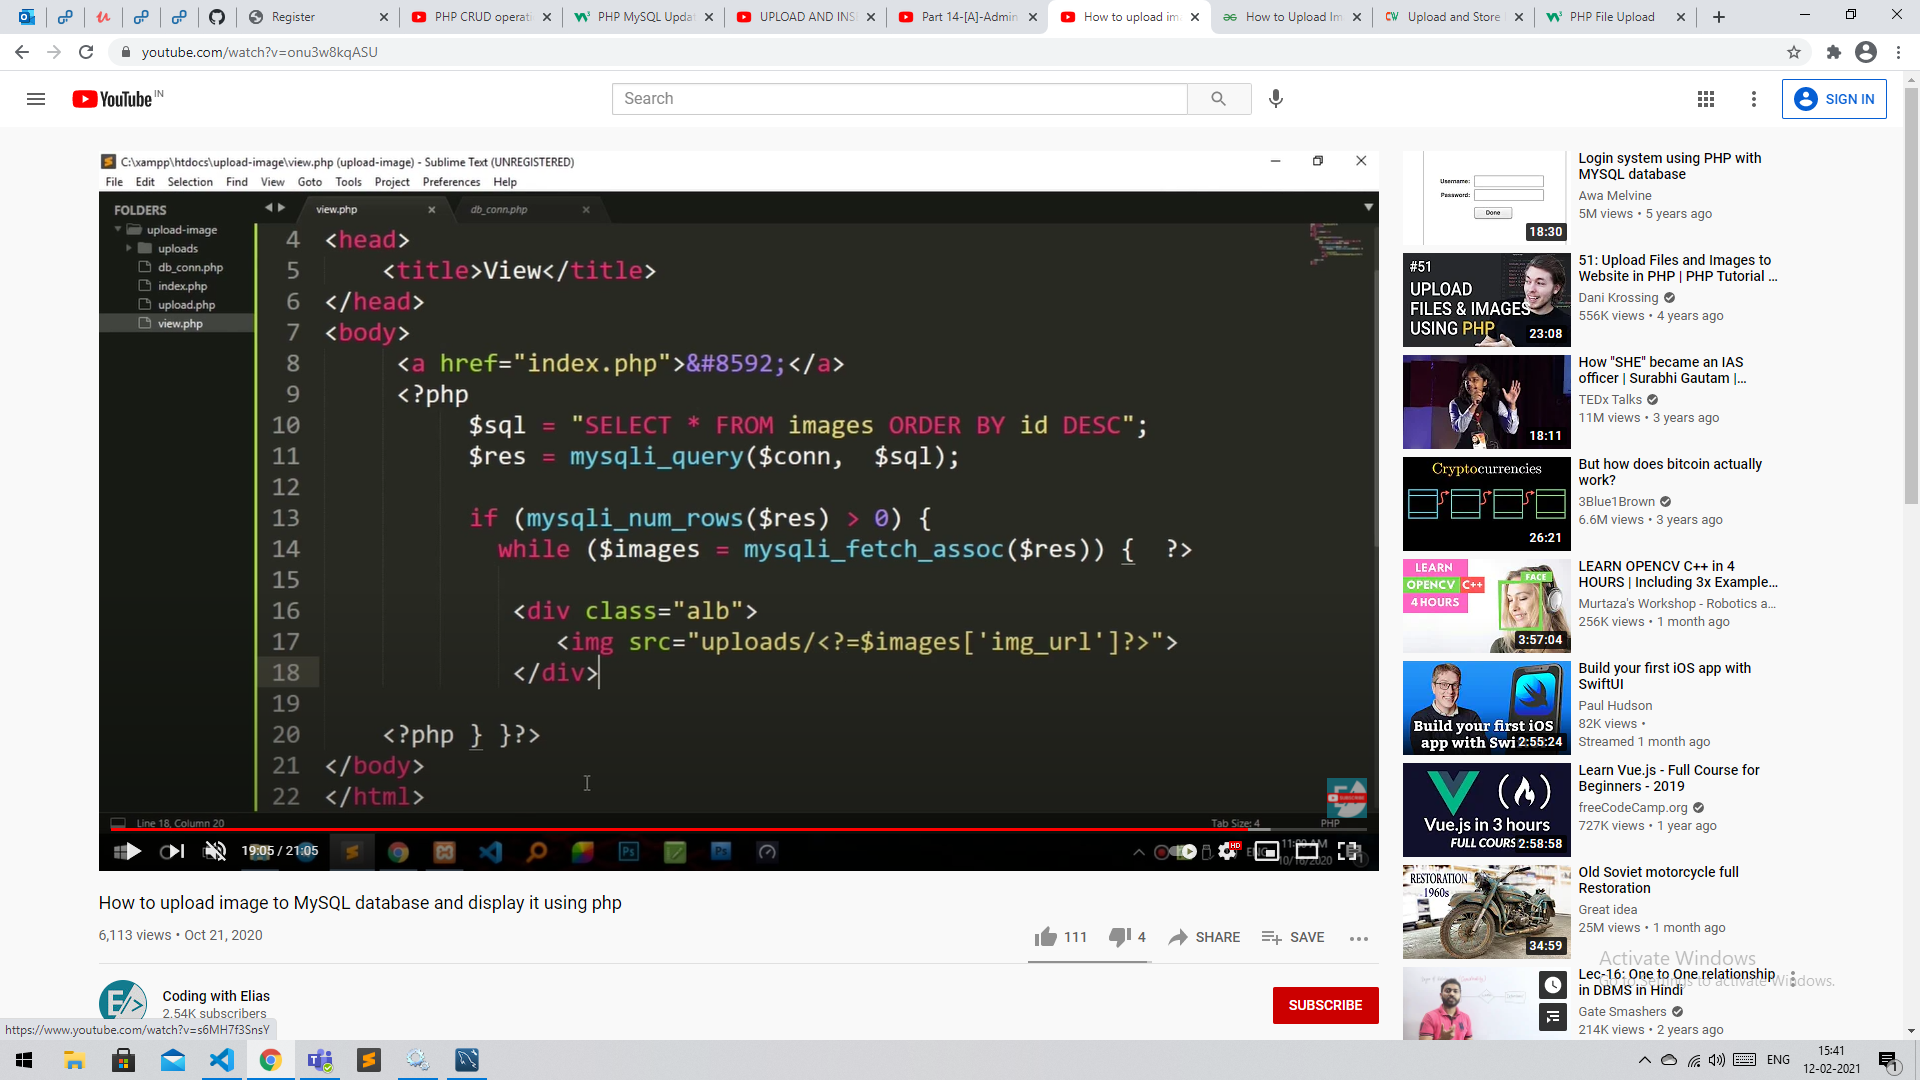 Register
PHP CRUD operati
PHP MySQL Updat
UPLOAD AND INS
Part 14-[A]-Admin
How to upload im
How to Upload Im
Upload and Store
PHP File Upload
youtube.com/watch?v=onu3w8kqASU
YouTube IN
Search
SIGN IN
C:\xampp\htdocs\upload-image\view.php (upload-image) - Sublime Text (UNREGISTERED)
File Edit Selection Find View Goto Tools Project Preferences Help
FOLDERS
upload-image
uploads
db_conn.php
index.php
upload.php
view.php
view.php
db_conn.php
4 <head>
5 <title>View</title>
6 </head>
7 <body>
8 <a href="index.php">&#8592;</a>
9 <?php
10 $sql = "SELECT * FROM images ORDER BY id DESC";
11 $res = mysqli_query($conn,  $sql);
12
13 if (mysqli_num_rows($res) > 0) {
14 while ($images = mysqli_fetch_assoc($res)) {  ?>
15
16 <div class="alb">
17 <img src="uploads/<?=$images['img_url']?>">
18 </div>
19
20 <?php } }?>
21 </body>
22 </html>
Line 18, Column 20
Tab Size: 4
PHP
19:05 / 21:05
HD
10/16/2020
How to upload image to MySQL database and display it using php
6,113 views • Oct 21, 2020
111
4
SHARE
SAVE
Coding with Elias
2.54K subscribers
SUBSCRIBE
https://www.youtube.com/watch?v=s6MH7f3SnsY
Username:
Password:
Done
18:30
Login system using PHP with
MYSQL database
Awa Melvine
5M views • 5 years ago
#51
UPLOAD
FILES & IMAGES
USING PHP
23:08
51: Upload Files and Images to
Website in PHP | PHP Tutorial ...
Dani Krossing
556K views • 4 years ago
18:11
How "SHE" became an IAS
officer | Surabhi Gautam |...
TEDx Talks
11M views • 3 years ago
Cryptocurrencies
26:21
But how does bitcoin actually
work?
3Blue1Brown
6.6M views • 3 years ago
LEARN
OPENCV C++
4 HOURS
FACE
3:57:04
LEARN OPENCV C++ in 4
HOURS | Including 3x Example...
Murtaza's Workshop - Robotics a...
256K views • 1 month ago
Build your first iOS
app with Swi
2:55:24
Build your first iOS app with
SwiftUI
Paul Hudson
82K views •
Streamed 1 month ago
Vue.js in 3 hours
FULL COURS
2:58:58
Learn Vue.js - Full Course for
Beginners - 2019
freeCodeCamp.org
727K views • 1 year ago
RESTORATION
1960s
34:59
Old Soviet motorcycle full
Restoration
Great idea
25M views • 1 month ago
Lec-16: One to One relationship
in DBMS in Hindi
Gate Smashers
214K views • 2 years ago
Activate Windows
Go to Settings to activate Windows.
ENG
15:41
12-02-2021
1